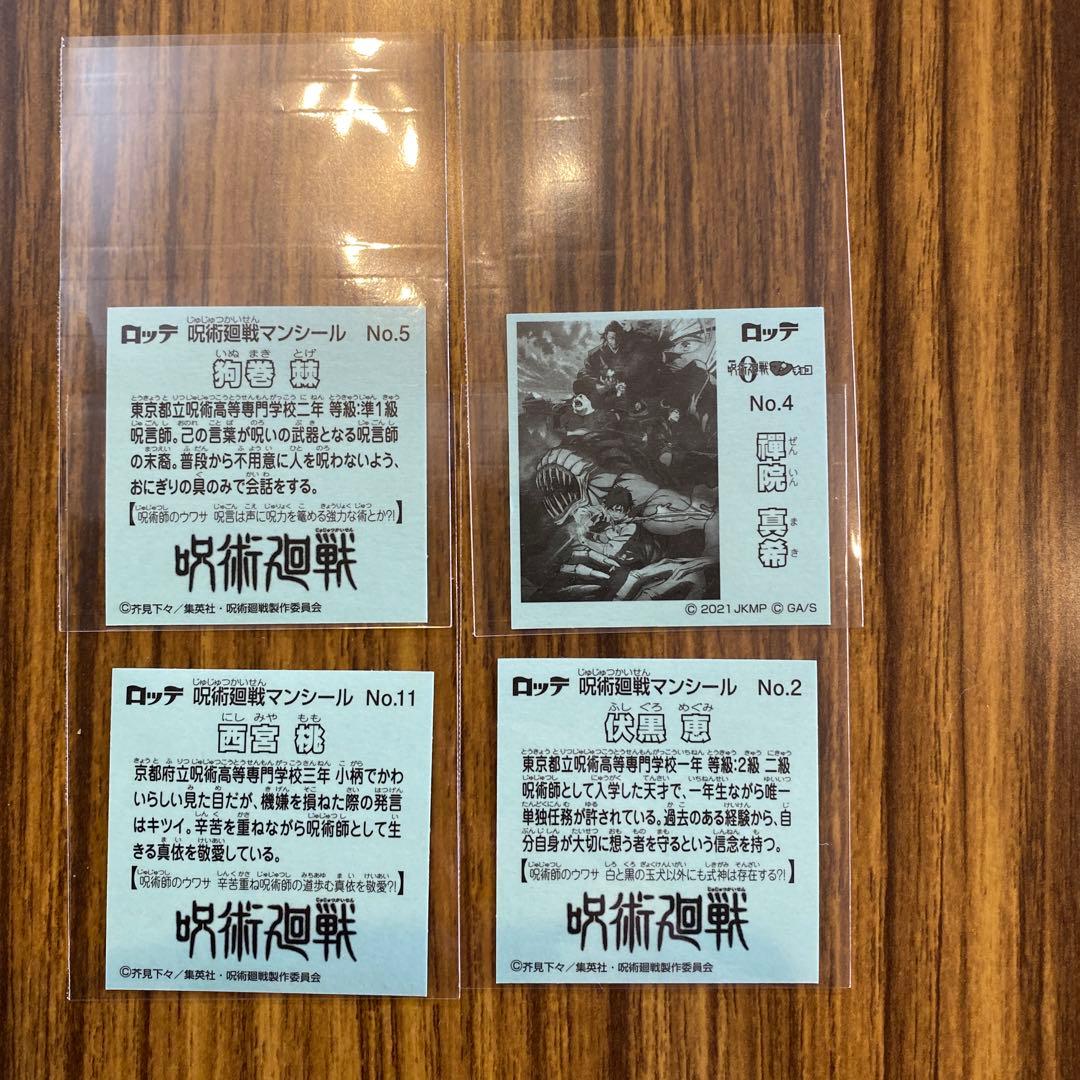 ロッテ 呪術廻戦マンシール No.5
狗巻 棘
東京都立呪術高等専門学校二年 等級:準1級
呪言師。己の言葉が呪いの武器となる呪言師
の末裔。普段から不用意に人を呪わないよう、
おにぎりの具のみで会話をする。
【呪術師のウワサ 呪言は声に呪力を篭める強力な術とか?!】
呪術廻戦
©芥見下々/集英社・呪術廻戦製作委員会
ロッテ
呪術廻戦0マンチョコ
No.4
禪院 真希
ぜんいん まき
© 2021 JKMP © GA/S
ロッテ 呪術廻戦マンシール No.11
西宮 桃
京都府立呪術高等専門学校三年 小柄でかわ
いらしい見た目だが、機嫌を損ねた際の発言
はキツイ。辛苦を重ねながら呪術師として生
きる真依を敬愛している。
【呪術師のウワサ 辛苦重ね呪術師の道歩む真依を敬愛?!】
呪術廻戦
©芥見下々/集英社・呪術廻戦製作委員会
ロッテ 呪術廻戦マンシール No.2
伏黒 恵
東京都立呪術高等専門学校一年 等級:2級 二級
呪術師として入学した天才で、一年生ながら唯一
単独任務が許されている。過去のある経験から、自
分自身が大切に想う者を守るという信念を持つ。
【呪術師のウワサ 白と黒の玉犬以外にも式神は存在する?!】
呪術廻戦
©芥見下々/集英社・呪術廻戦製作委員会